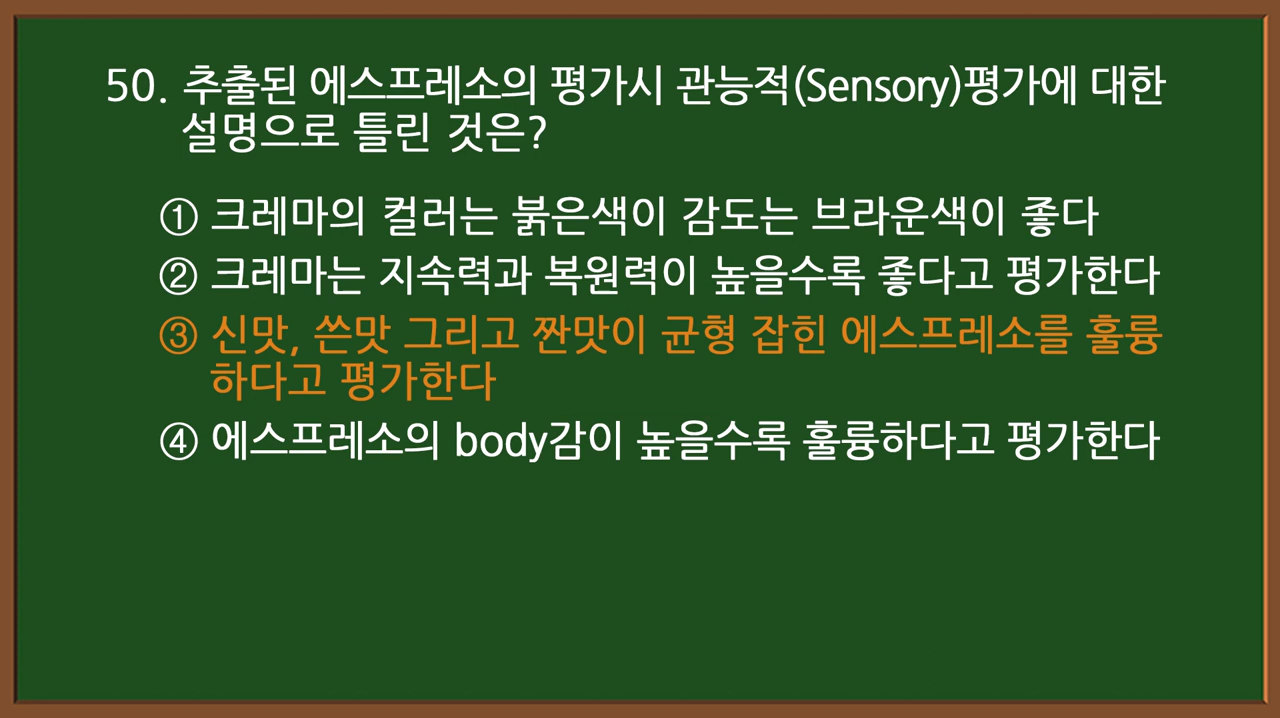 50. 추출된 에스프레소의 평가시 관능적(Sensory)평가에 대한
설명으로 틀린 것은?
① 크레마의 컬러는 붉은색이 감도는 브라운색이 좋다
② 크레마는 지속력과 복원력이 높을수록 좋다고 평가한다
③ 신맛, 쓴맛 그리고 짠맛이 균형 잡힌 에스프레소를 훌륭
하다고 평가한다
④ 에스프레소의 body감이 높을수록 훌륭하다고 평가한다